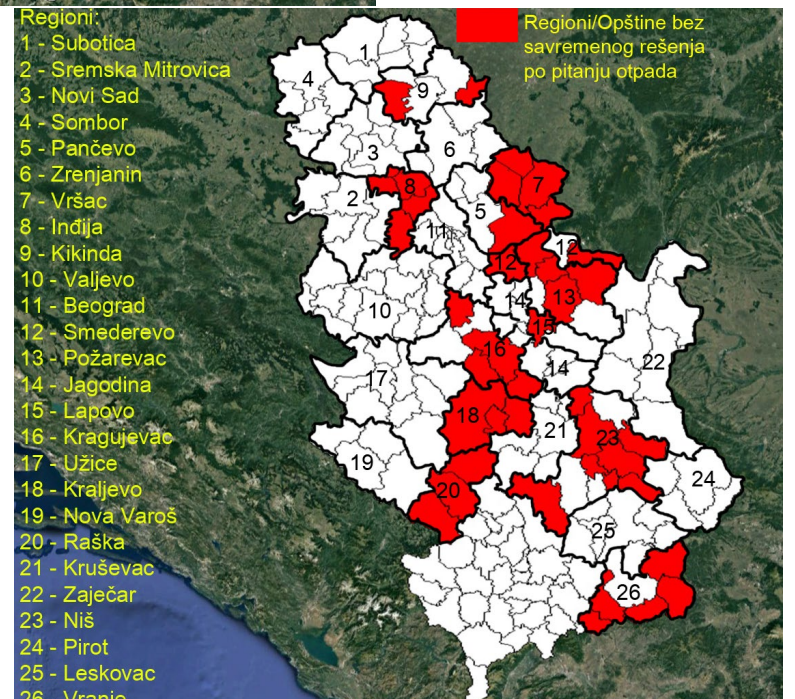 Regioni:
1 - Subotica
2 - Sremska Mitrovica
3 - Novi Sad
4 - Sombor
5 - Pančevo
6 - Zrenjanin
7 - Vršac
8 - Inđija
9 - Kikinda
10 - Valjevo
11 - Beograd
12 - Smederevo
13 - Požarevac
14 - Jagodina
15 - Lapovo
16 - Kragujevac
17 - Užice
18 - Kraljevo
19 - Nova Varoš
20 - Raška
21 - Kruševac
22 - Zaječar
23 - Niš
24 - Pirot
25 - Leskovac
26 - Vranje
Regioni/Opštine bez
savremenog rešenja
po pitanju otpada
1
4
9
3
6
8
7
2
5
11
12
12
13
14
10
15
16
14
22
17
18
21
23
19
24
20
25
26